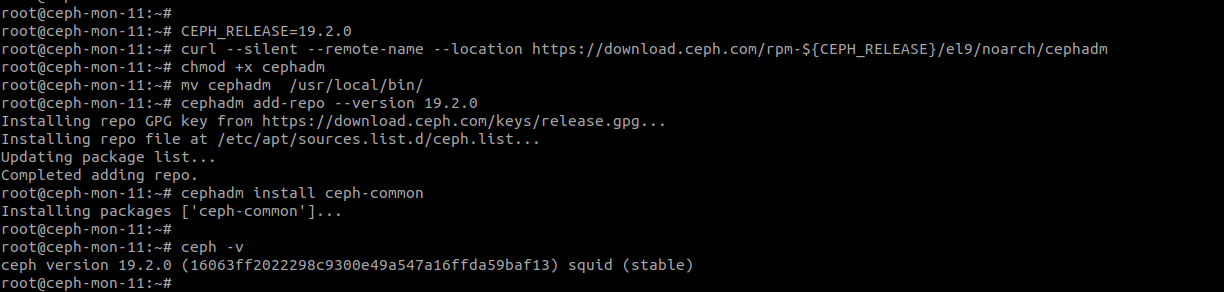 root@ceph-mon-11:~#
root@ceph-mon-11:~# CEPH_RELEASE=19.2.0
root@ceph-mon-11:~# curl --silent --remote-name --location https://download.ceph.com/rpm-${CEPH_RELEASE}/el9/noarch/cephadm
root@ceph-mon-11:~# chmod +x cephadm
root@ceph-mon-11:~# mv cephadm  /usr/local/bin/
root@ceph-mon-11:~# cephadm add-repo --version 19.2.0
Installing repo GPG key from https://download.ceph.com/keys/release.gpg...
Installing repo file at /etc/apt/sources.list.d/ceph.list...
Updating package list...
Completed adding repo.
root@ceph-mon-11:~# cephadm install ceph-common
Installing packages ['ceph-common']...
root@ceph-mon-11:~#
root@ceph-mon-11:~# ceph -v
ceph version 19.2.0 (16063ff2022298c9300e49a547a16ffda59baf13) squid (stable)
root@ceph-mon-11:~#